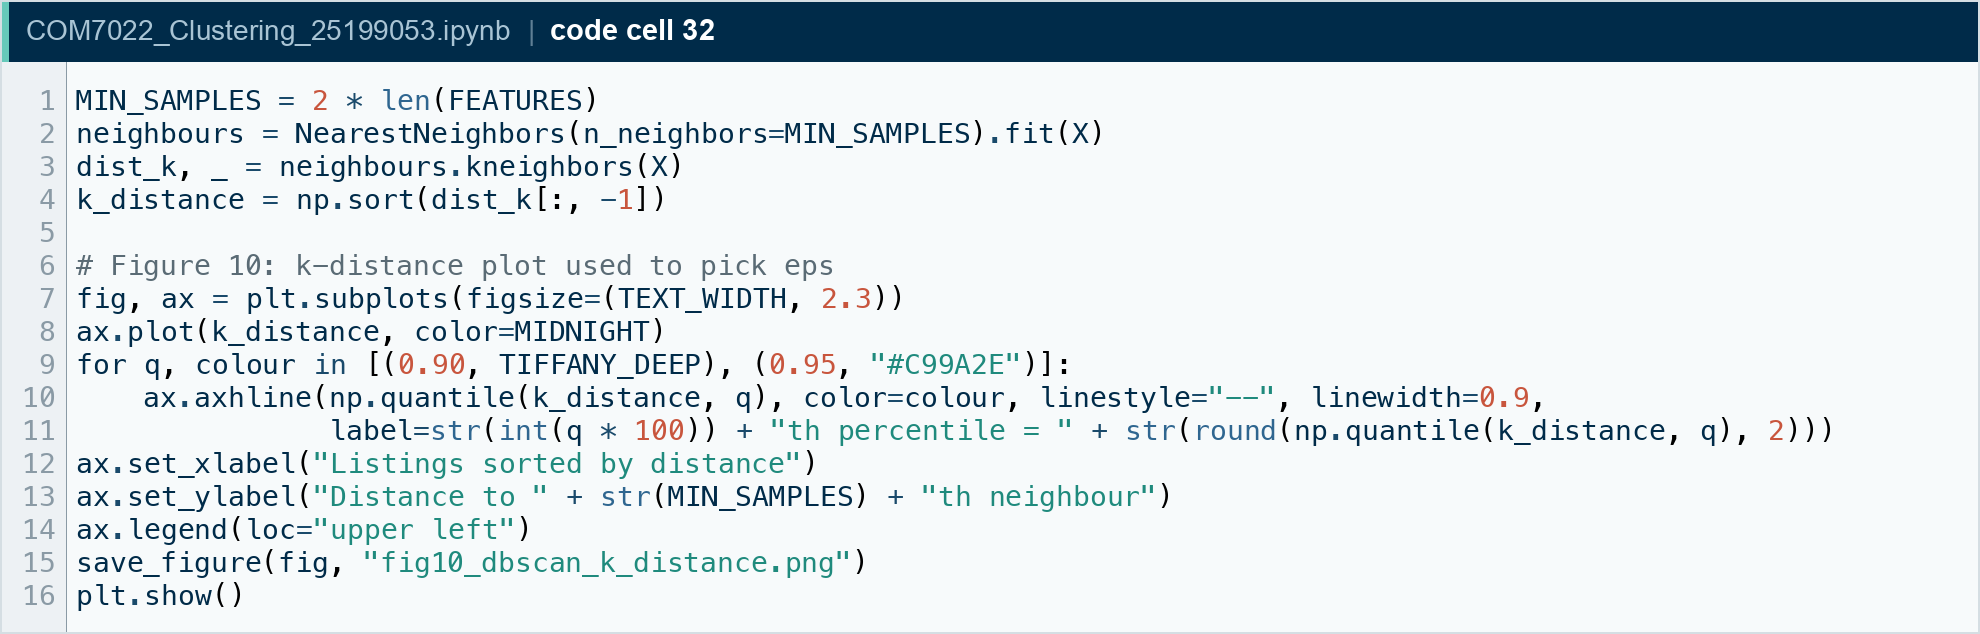 COM7022_Clustering_25199053.ipynb | code cell 32
1 MIN_SAMPLES = 2 * len(FEATURES)
2 neighbours = NearestNeighbors(n_neighbors=MIN_SAMPLES).fit(X)
3 dist_k, _ = neighbours.kneighbors(X)
4 k_distance = np.sort(dist_k[:, -1])
5
6 # Figure 10: k-distance plot used to pick eps
7 fig, ax = plt.subplots(figsize=(TEXT_WIDTH, 2.3))
8 ax.plot(k_distance, color=MIDNIGHT)
9 for q, colour in [(0.90, TIFFANY_DEEP), (0.95, "#C99A2E")]:
10     ax.axhline(np.quantile(k_distance, q), color=colour, linestyle="--", linewidth=0.9,
11                label=str(int(q * 100)) + "th percentile = " + str(round(np.quantile(k_distance, q), 2)))
12 ax.set_xlabel("Listings sorted by distance")
13 ax.set_ylabel("Distance to " + str(MIN_SAMPLES) + "th neighbour")
14 ax.legend(loc="upper left")
15 save_figure(fig, "fig10_dbscan_k_distance.png")
16 plt.show()